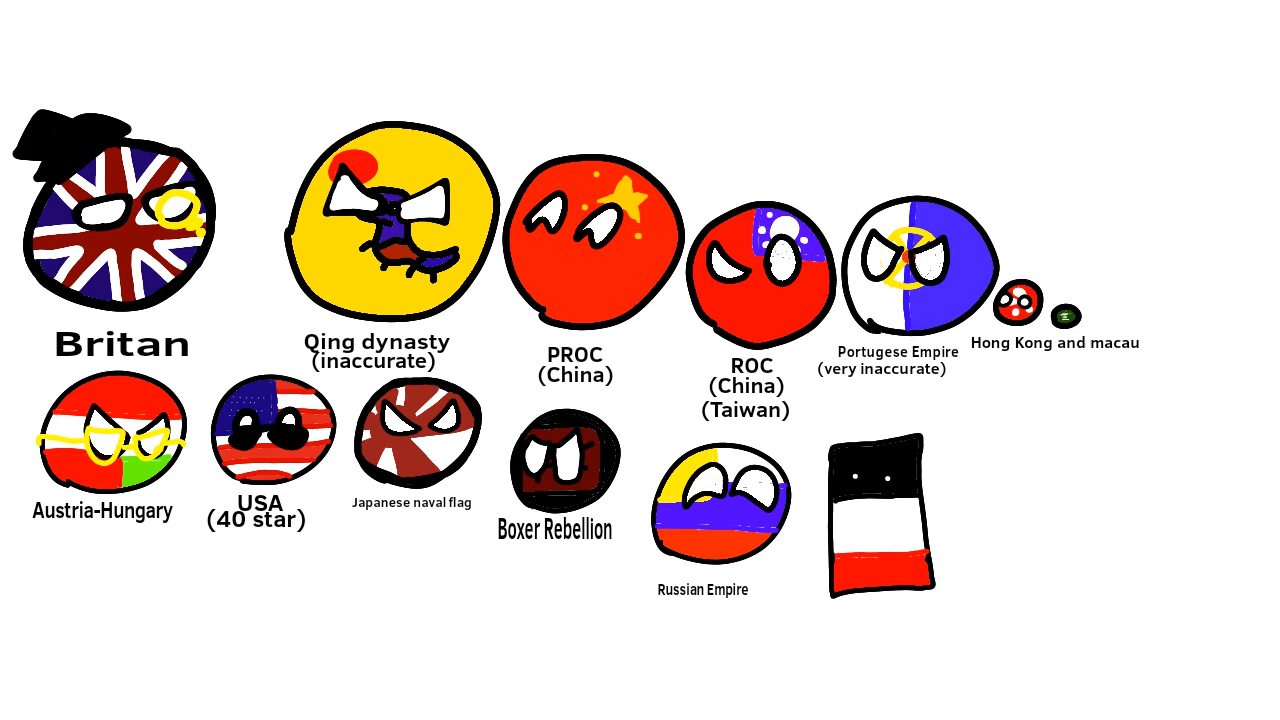 Britan
Qing dynasty
(inaccurate)
PROC
(China)
ROC
(China)
(Taiwan)
Portugese Empire
(very inaccurate)
Hong Kong and macau
Austria-Hungary
USA
(40 star)
Japanese naval flag
Boxer Rebellion
Russian Empire